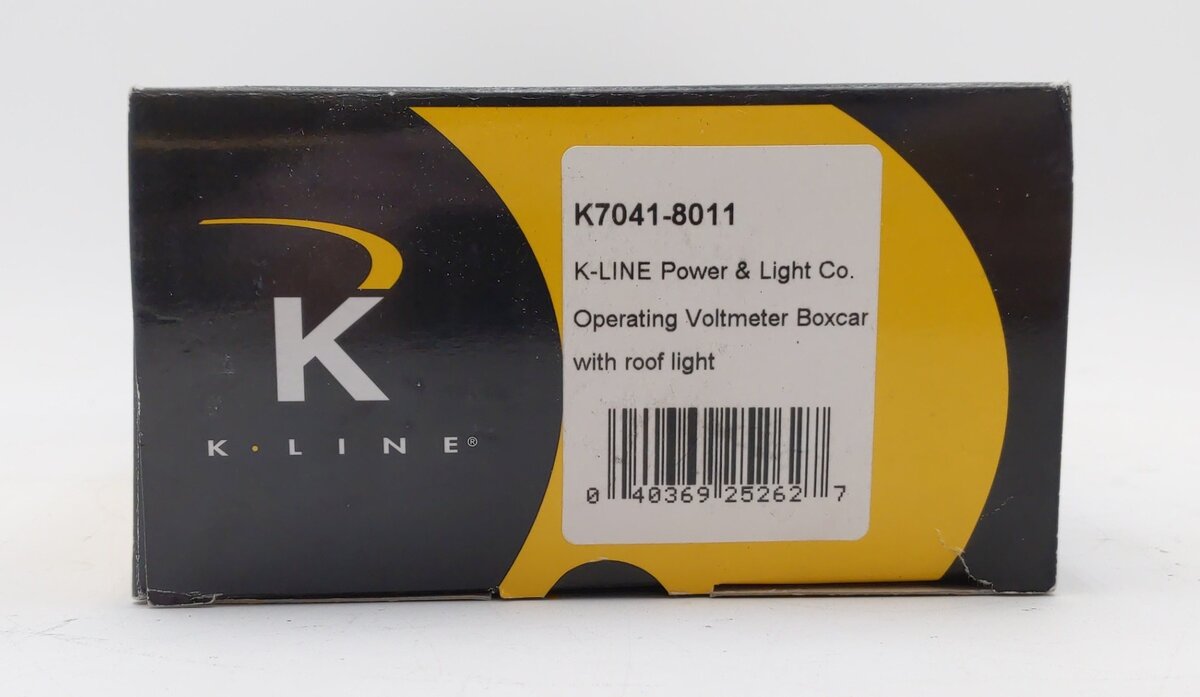 K
K·LINE®
K7041-8011
K-LINE Power & Light Co.
Operating Voltmeter Boxcar
with roof light
0 40369 25262 7